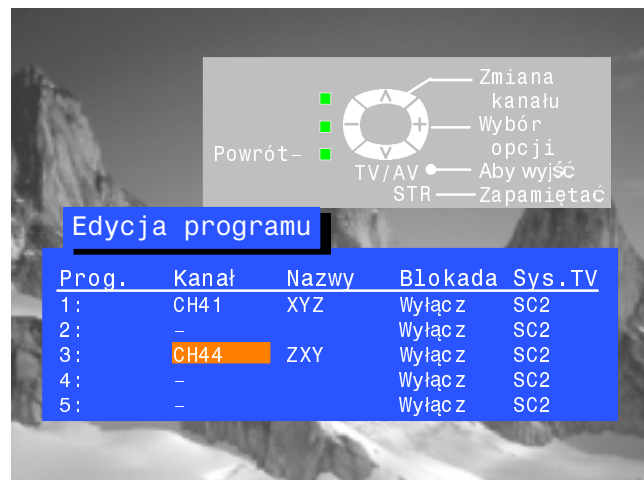 Zmiana
kanału
Wybór
opcji
Powrót–
TV/AV Aby wyjść
STR Zapamiętać
Edycja programu
Prog. Kanał Nazwy Blokada Sys.TV
1: CH41 XYZ Wyłącz SC2
2: – Wyłącz SC2
3: CH44 ZXY Wyłącz SC2
4: – Wyłącz SC2
5: – Wyłącz SC2